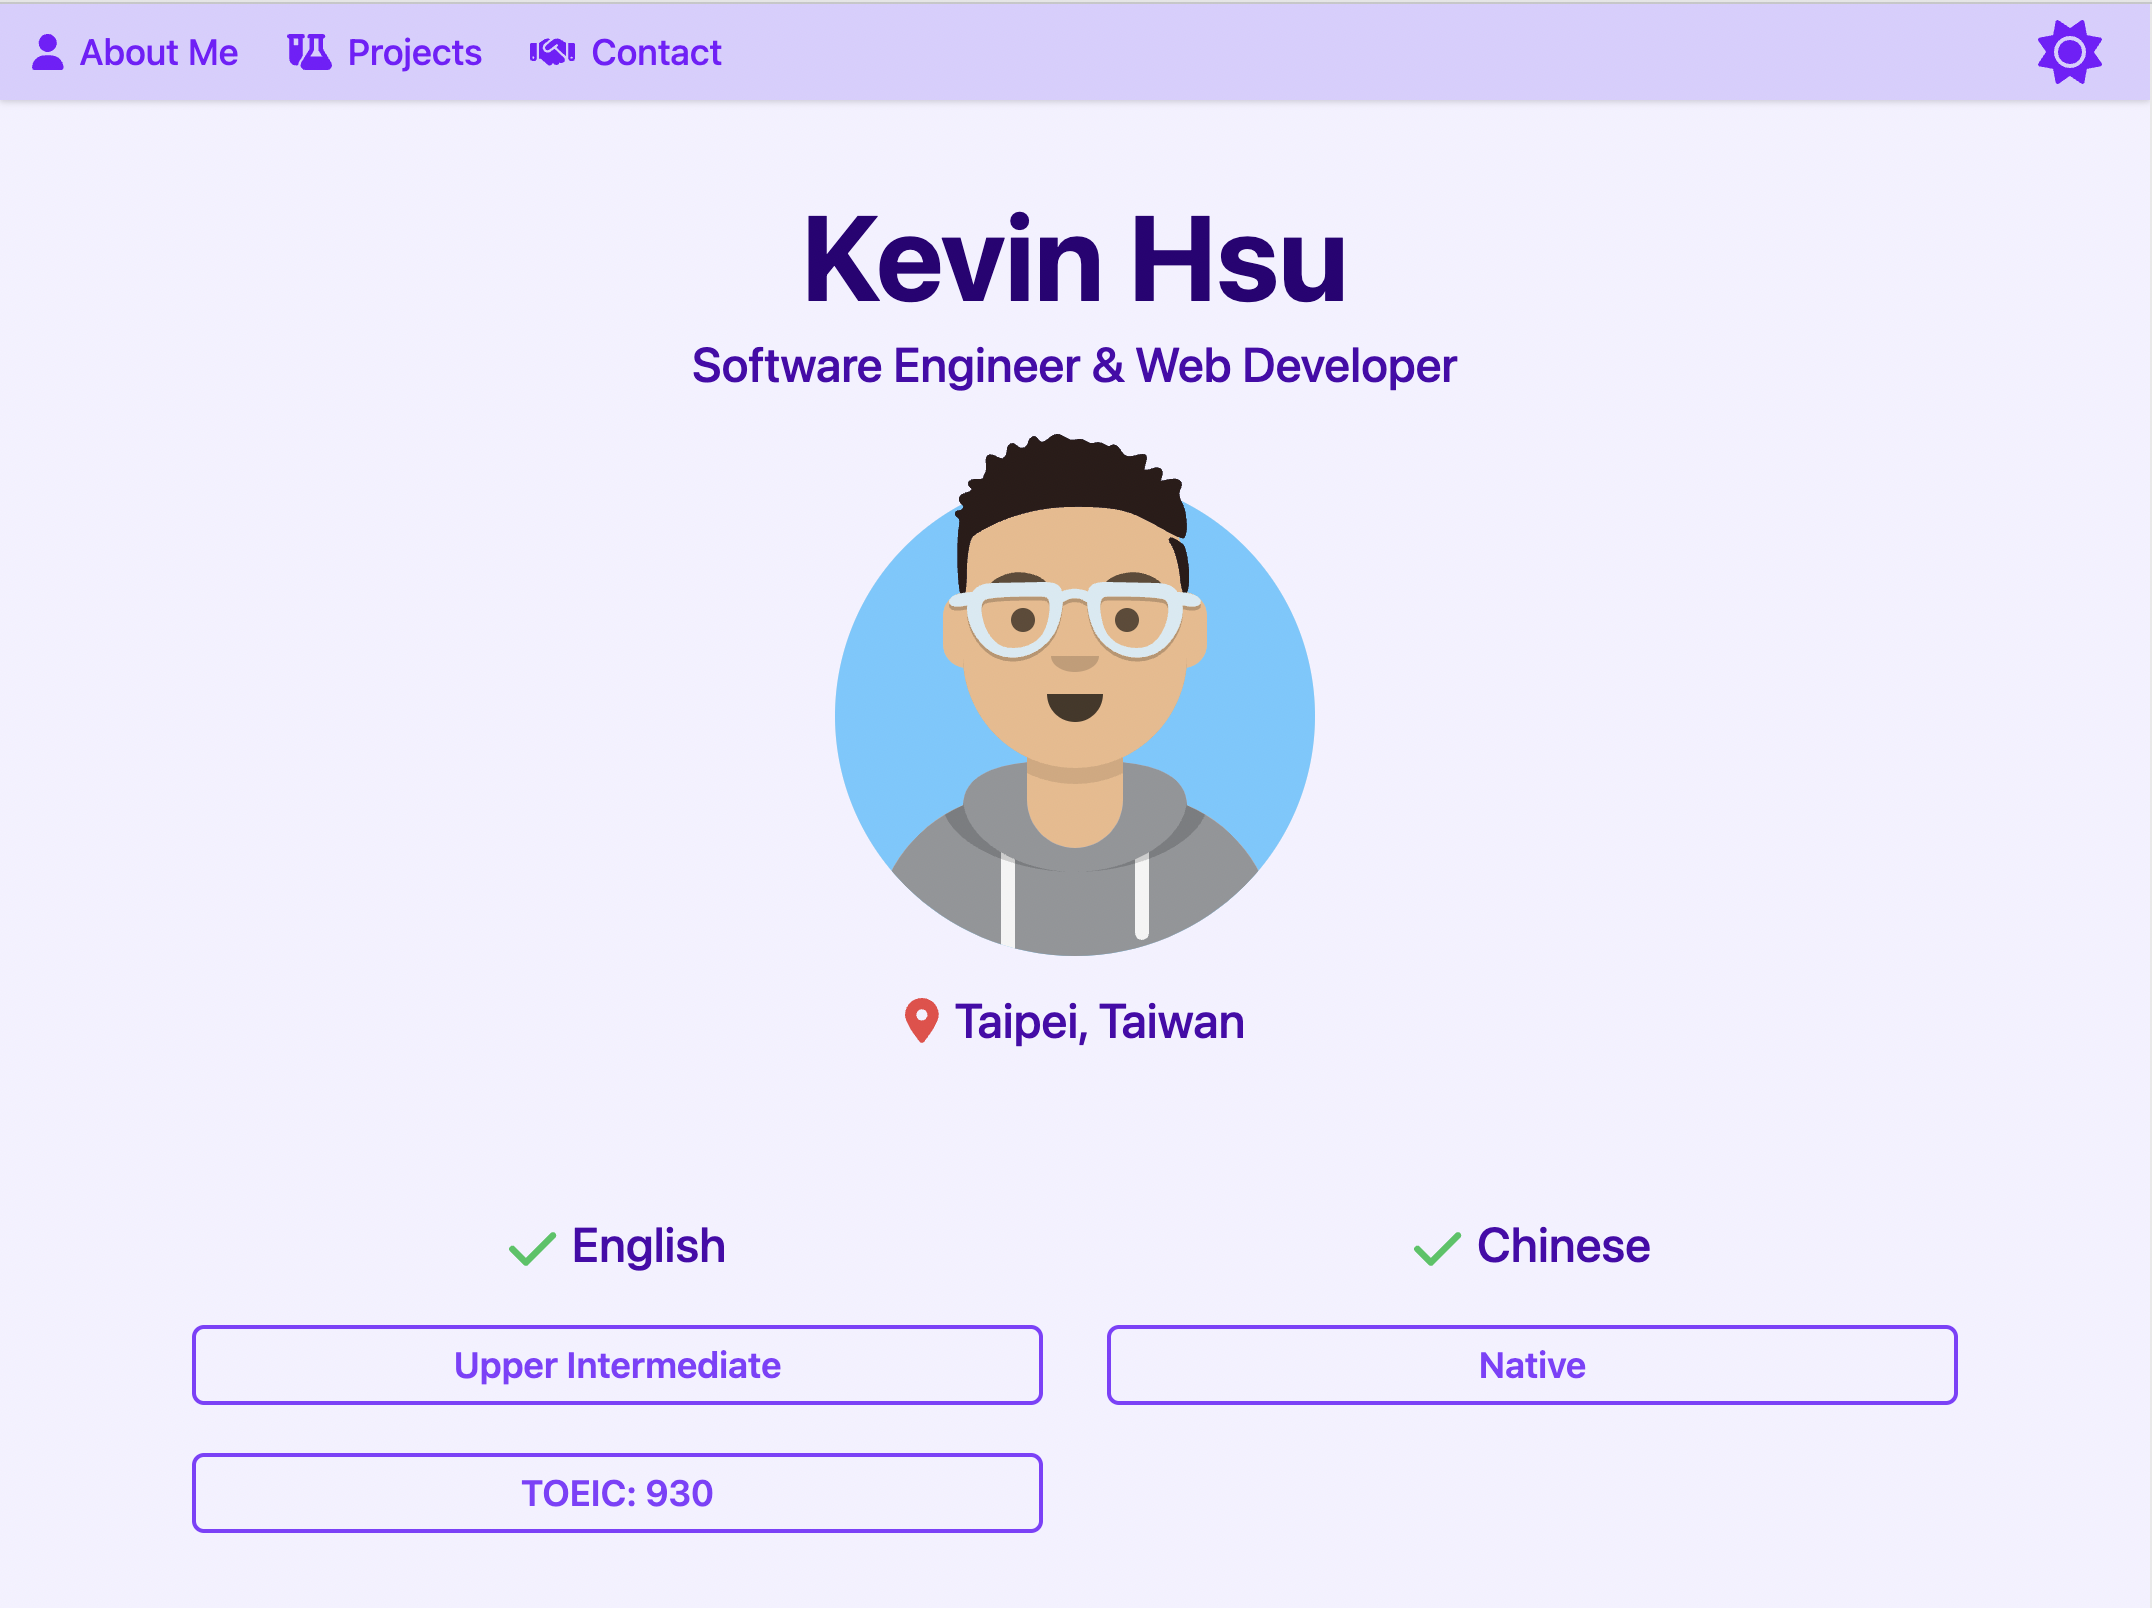 About Me Projects Contact
Kevin Hsu
Software Engineer & Web Developer
Taipei, Taiwan
English
Upper Intermediate
TOEIC: 930
Chinese
Native